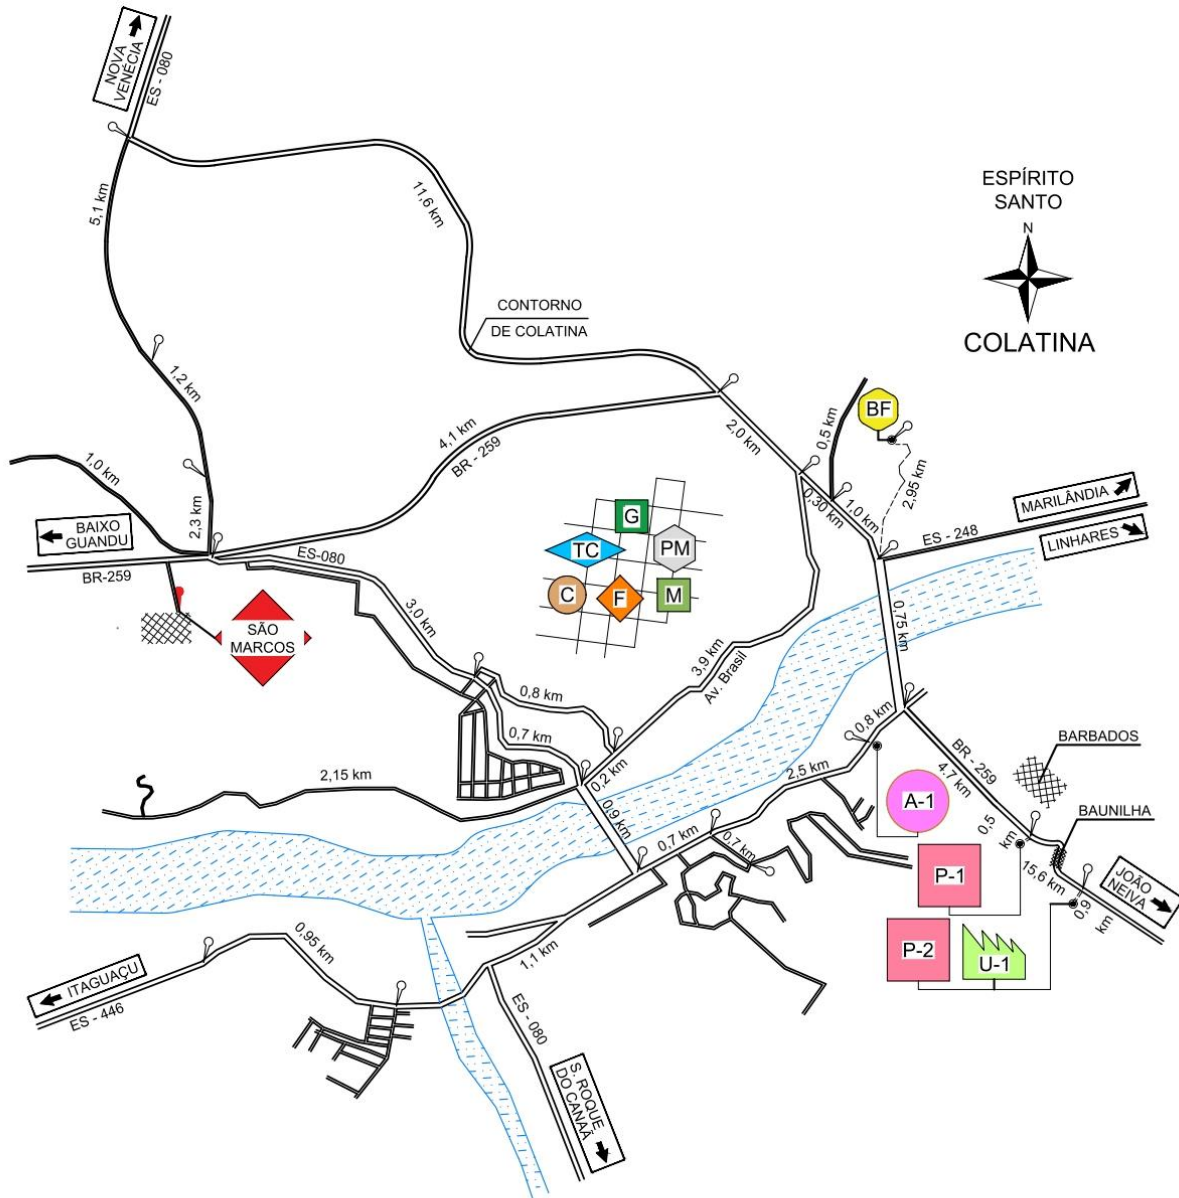 NOVA
VENÉCIA
ES - 080
5,1 km
11,6 km
ESPÍRITO
SANTO
N
COLATINA
CONTORNO
DE COLATINA
1,2 km
4,1 km
BR - 259
2,0 km
0,5 km
BF
2,95 km
1,0 km
2,3 km
0,30 km
1,0 km
MARILÂNDIA
LINHARES
ES - 248
BAIXO
GUANDU
BR-259
ES-080
G
TC
PM
C
F
M
3,0 km
SÃO
MARCOS
0,75 km
3,9 km
Av. Brasil
0,8 km
0,7 km
0,2 km
2,15 km
0,9 km
0,8 km
2,5 km
BR - 259
4,7 km
BARBADOS
A-1
BAUNILHA
0,5
km
0,7 km
0,7 km
15,6 km
P-1
JOÃO
NEIVA
0,9
km
P-2
U-1
0,95 km
1,1 km
ITAGUAÇU
ES - 446
ES - 080
S. ROQUE
DO CANAÃ